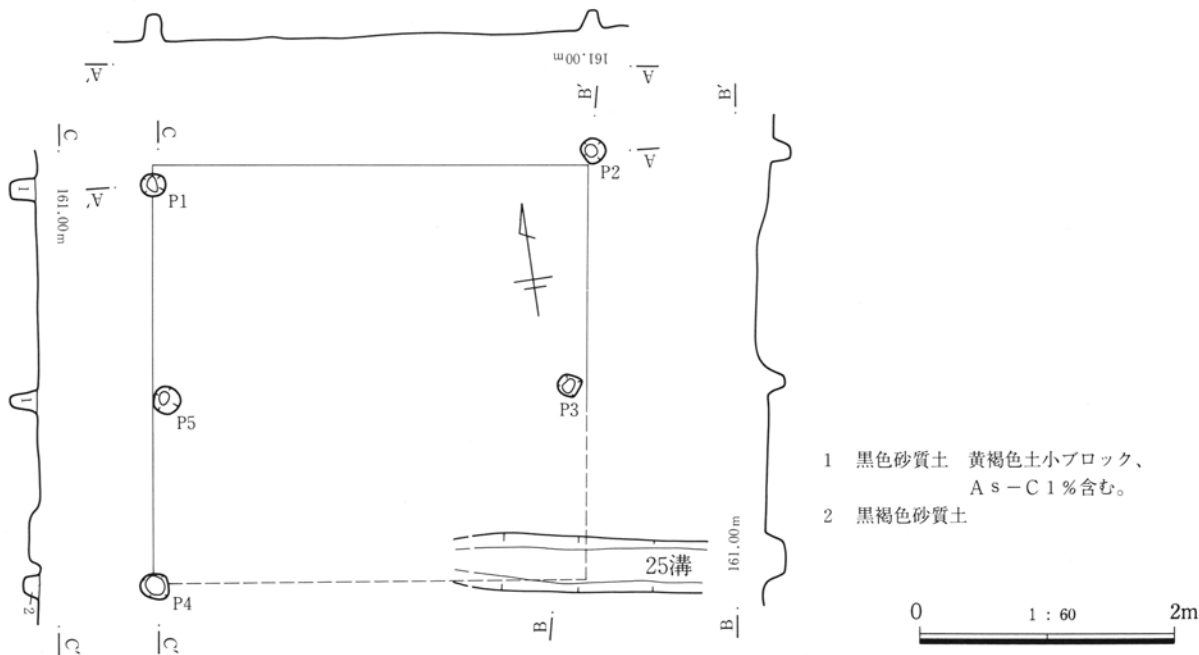 161.00m
A′
A
B′
B′
C
C
A
P2
A′
161.00m
P1
1
P3
P5
1
1 黒色砂質土 黄褐色土小ブロック、
As－C1%含む。
2 黒褐色砂質土
161.00m
25溝
P4
2
B
B
C′
C′
0 1：60 2m